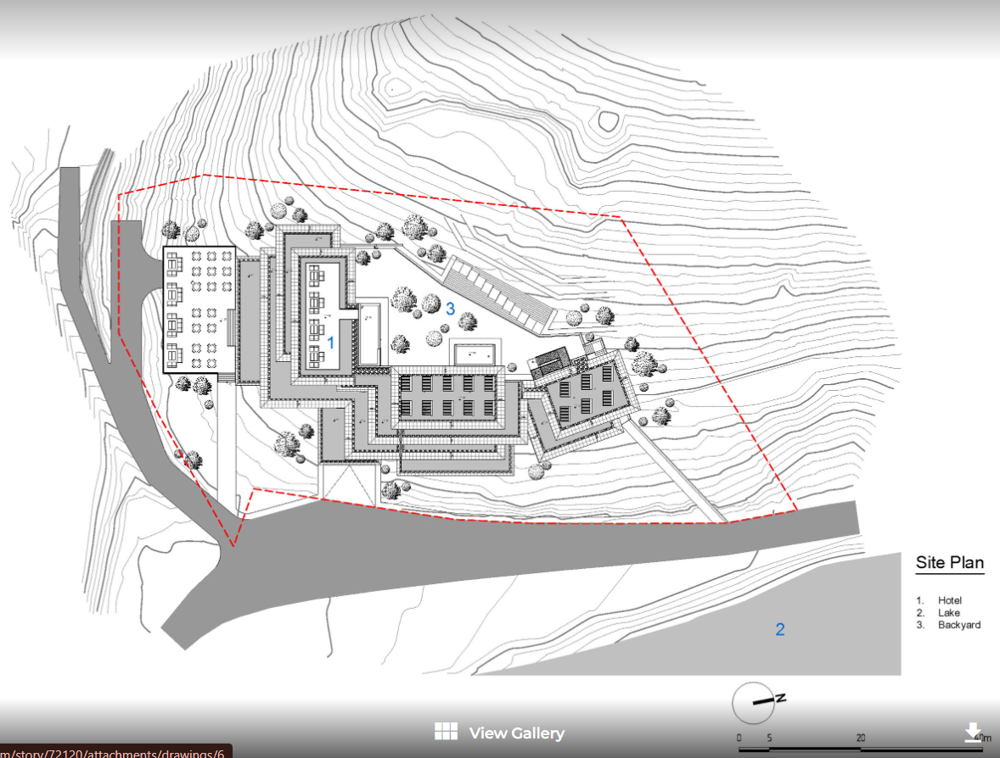 1
3
2
Site Plan
1. Hotel
2. Lake
3. Backyard
N
0 5 20 40m
View Gallery
m/story/72120/attachments/drawings/6